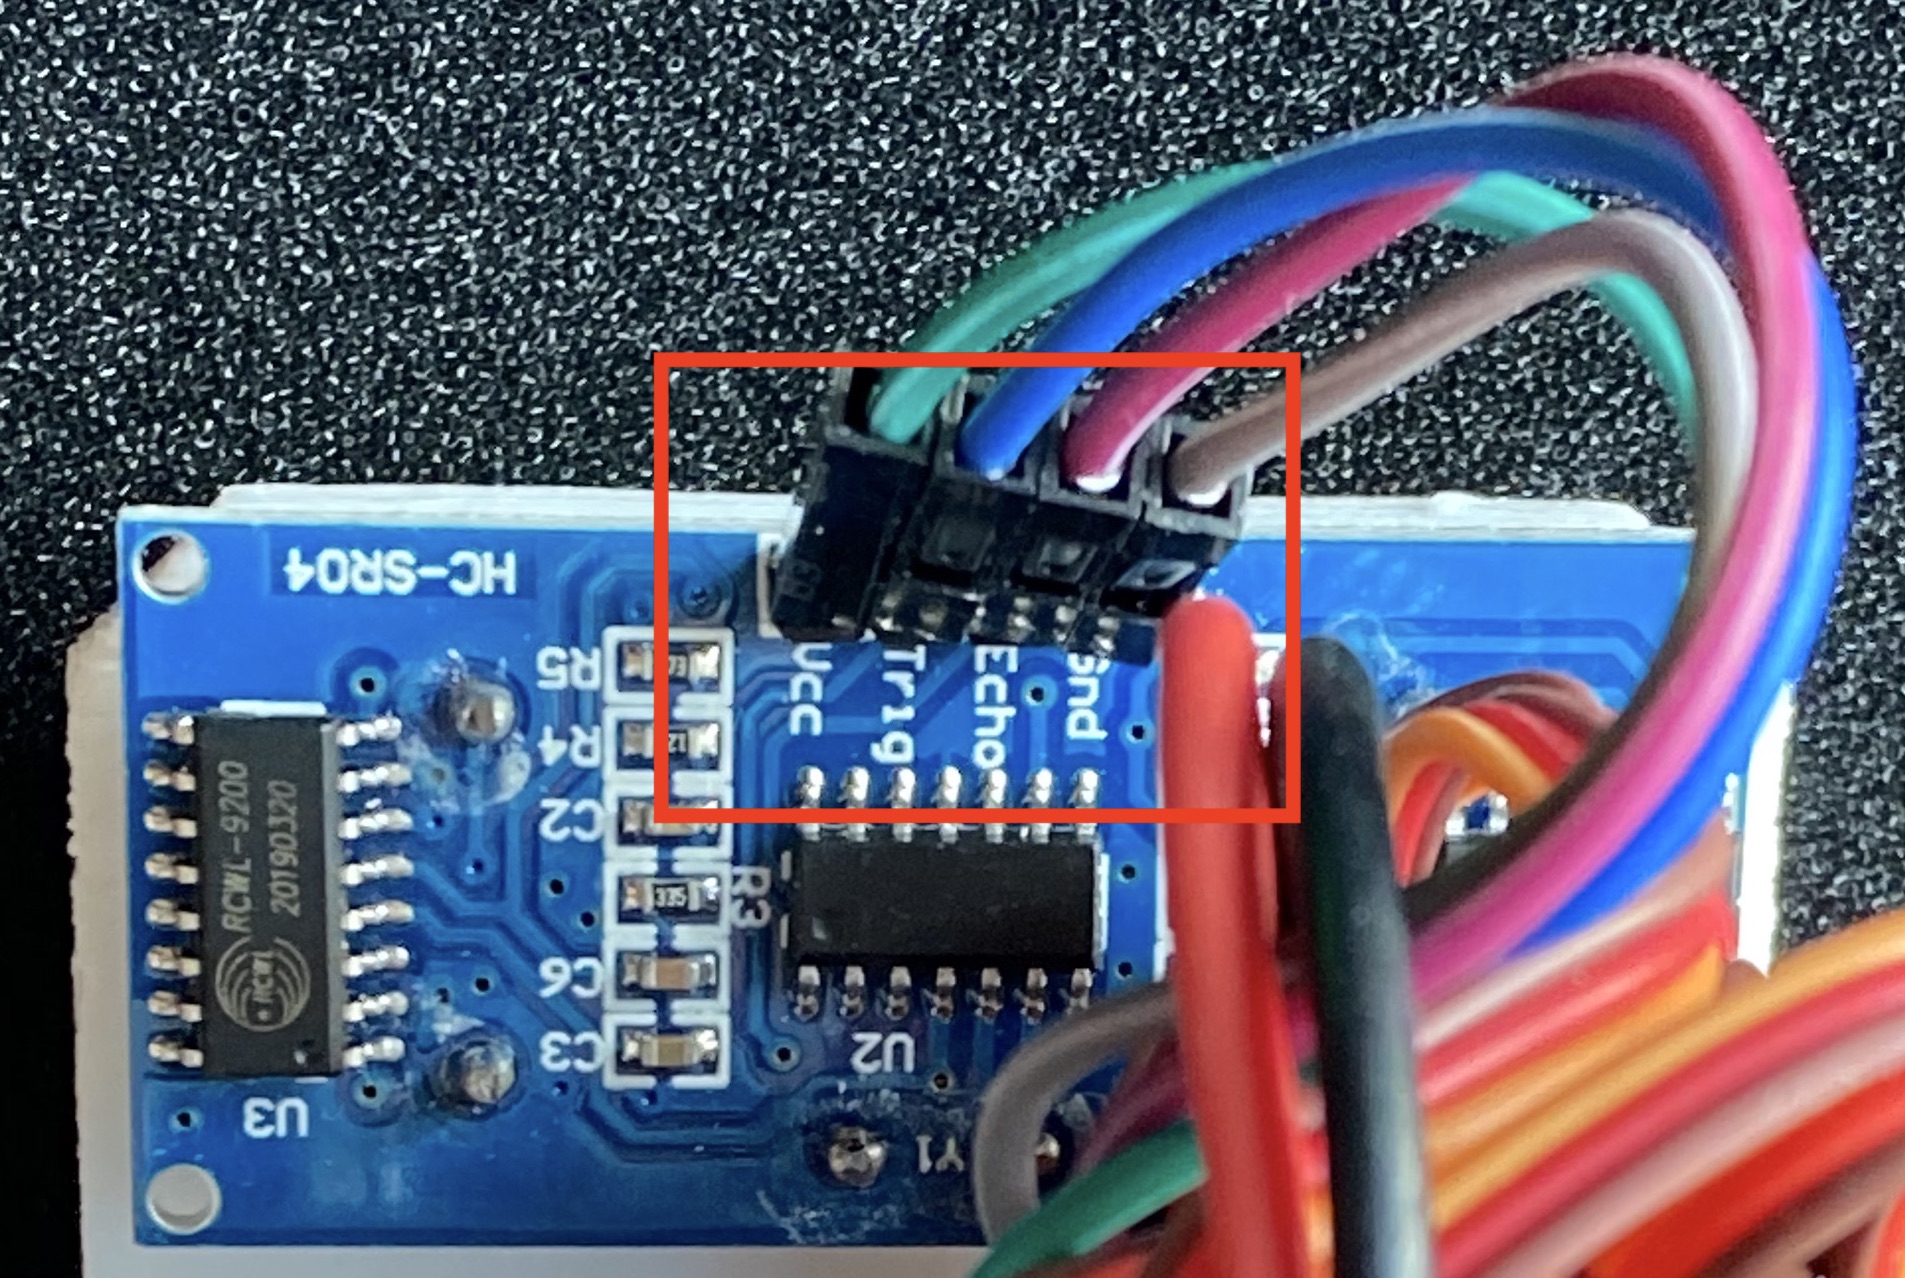 HC-SR04
R5
Vcc
Trig
Echo
Gnd
R4
C2
RCWL-9200
20190320
335
R3
C6
RCWL
C3
U2
U3
Y1